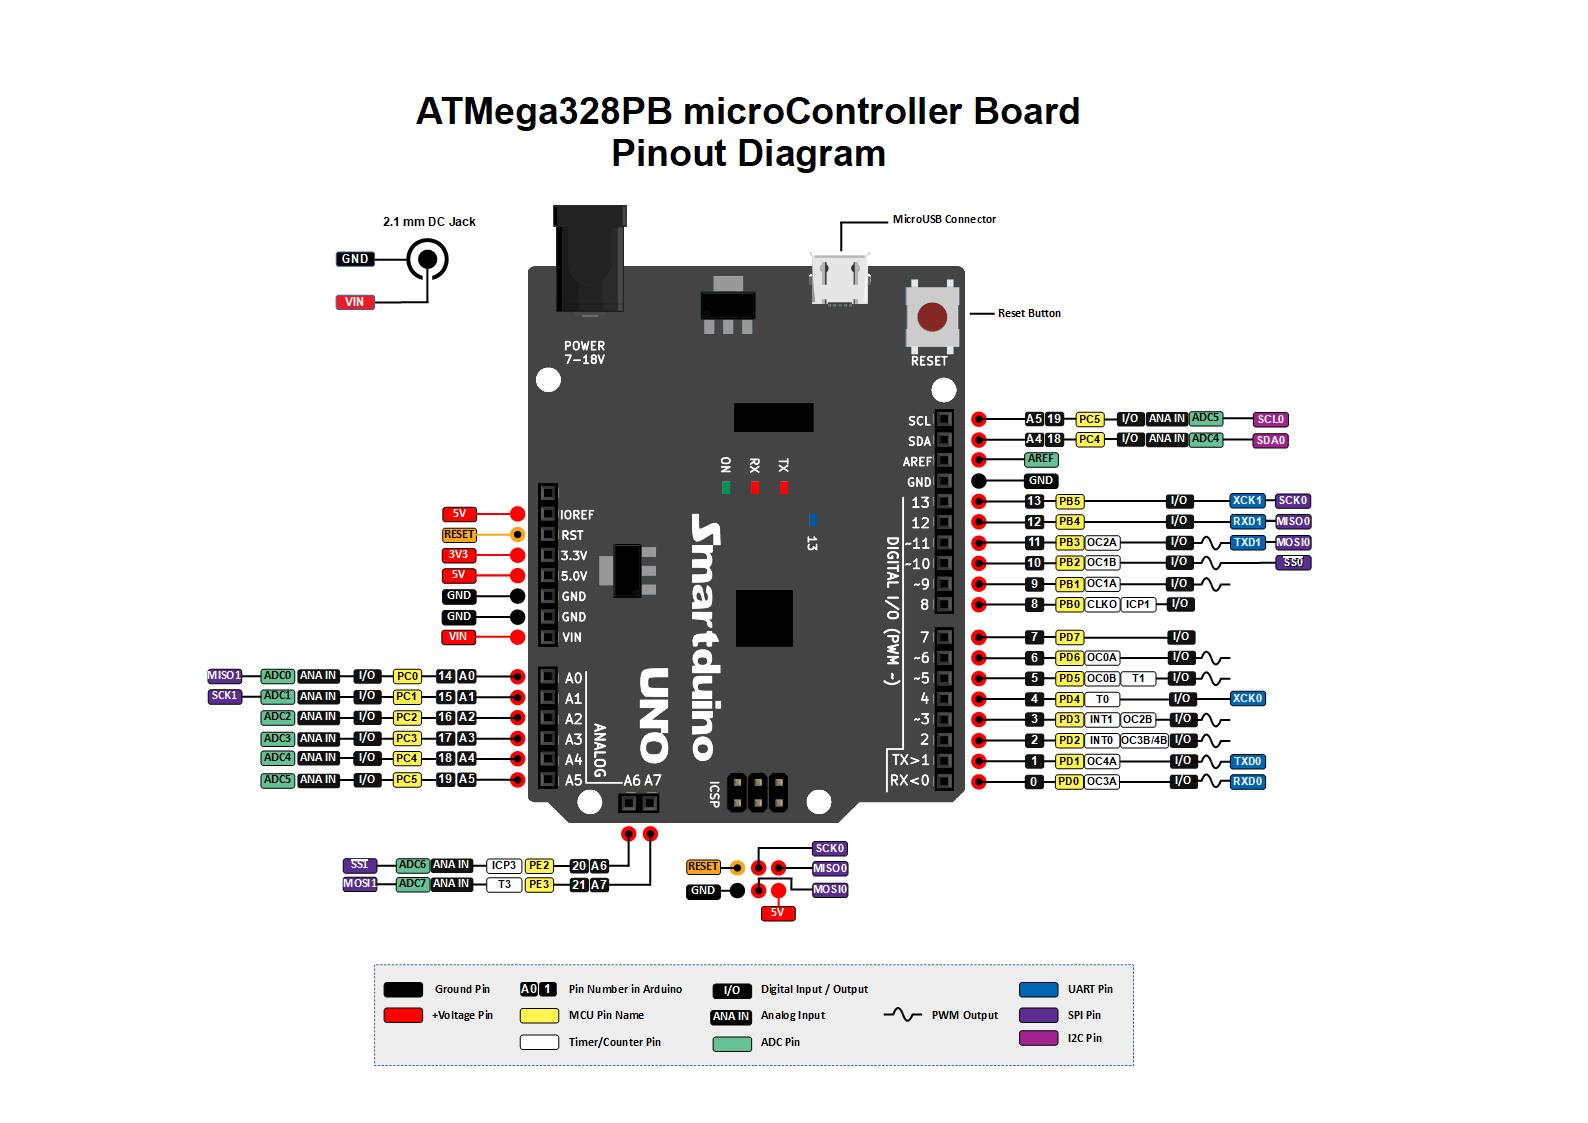 ATMega328PB microController Board
Pinout Diagram
2.1 mm DC Jack
GND
VIN
MicroUSB Connector
Reset Button
POWER
7-18V
RESET
SCL
SDA
AREF
GND
13
12
~11
~10
~9
8
7
~6
~5
4
~3
2
TX>1
RX<0
DIGITAL I/O (PWM ~)
ON
RX
TX
13
IOREF
RST
3.3V
5.0V
GND
GND
VIN
A0
A1
A2
A3
A4
A5
ANALOG
A6 A7
Smartduino
UNO
ICSP
5V
RESET
3V3
5V
GND
GND
VIN
MISO1 ADC0 ANA IN I/O PC0 14 A0
SCK1 ADC1 ANA IN I/O PC1 15 A1
ADC2 ANA IN I/O PC2 16 A2
ADC3 ANA IN I/O PC3 17 A3
ADC4 ANA IN I/O PC4 18 A4
ADC5 ANA IN I/O PC5 19 A5
A5 19 PC5 I/O ANA IN ADC5 SCL0
A4 18 PC4 I/O ANA IN ADC4 SDA0
AREF
GND
13 PB5 I/O XCK1 SCK0
12 PB4 I/O RXD1 MISO0
11 PB3 OC2A I/O TXD1 MOSI0
10 PB2 OC1B I/O SS0
9 PB1 OC1A I/O
8 PB0 CLKO ICP1 I/O
7 PD7 I/O
6 PD6 OC0A I/O
5 PD5 OC0B T1 I/O
4 PD4 T0 I/O XCK0
3 PD3 INT1 OC2B I/O
2 PD2 INT0 OC3B/4B I/O
1 PD1 OC4A I/O TXD0
0 PD0 OC3A I/O RXD0
SS1 ADC6 ANA IN ICP3 PE2 20 A6
MOSI1 ADC7 ANA IN T3 PE3 21 A7
SCK0
RESET MISO0
GND MOSI0
5V
Ground Pin
+Voltage Pin
A0 1 Pin Number in Arduino
MCU Pin Name
Timer/Counter Pin
I/O Digital Input / Output
ANA IN Analog Input
ADC Pin
PWM Output
UART Pin
SPI Pin
I2C Pin